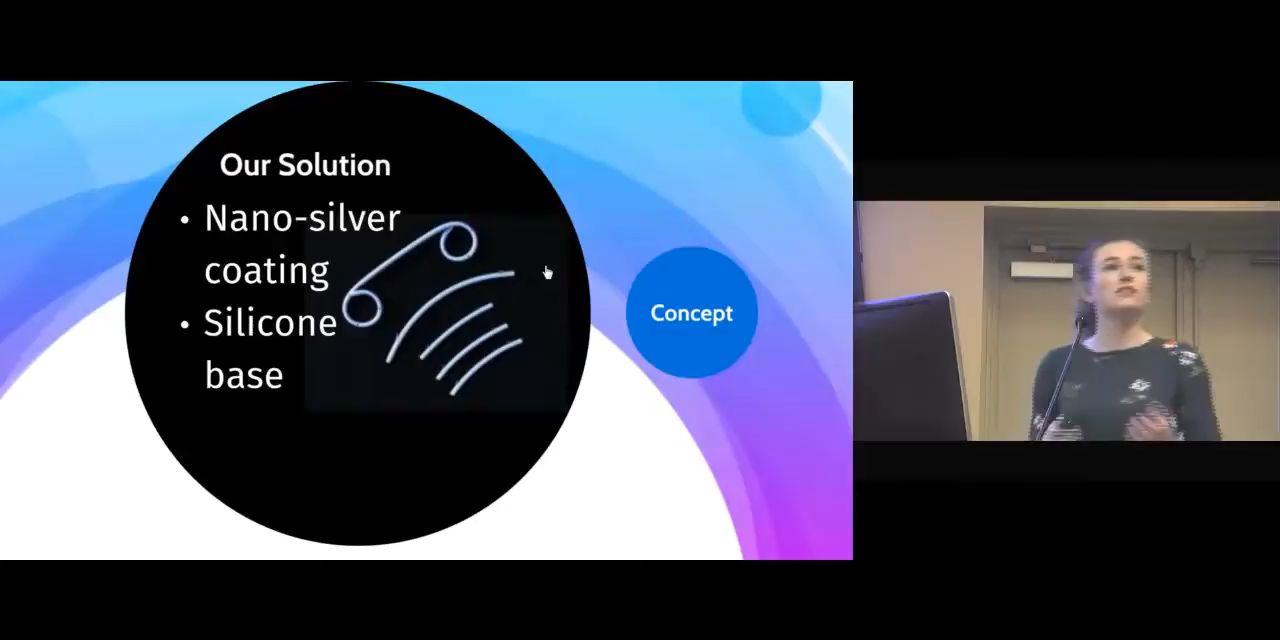 Our Solution
• Nano-silver
coating
• Silicone
base
Concept